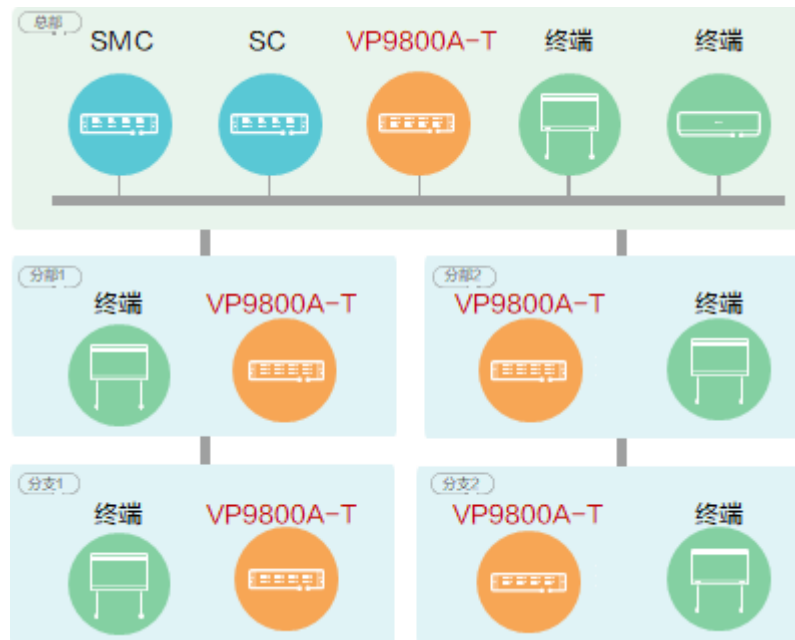 总部
SMC SC VP9800A-T 终端 终端
分部1
终端 VP9800A-T
分部2
VP9800A-T 终端
分支1
终端 VP9800A-T
分支2
VP9800A-T 终端